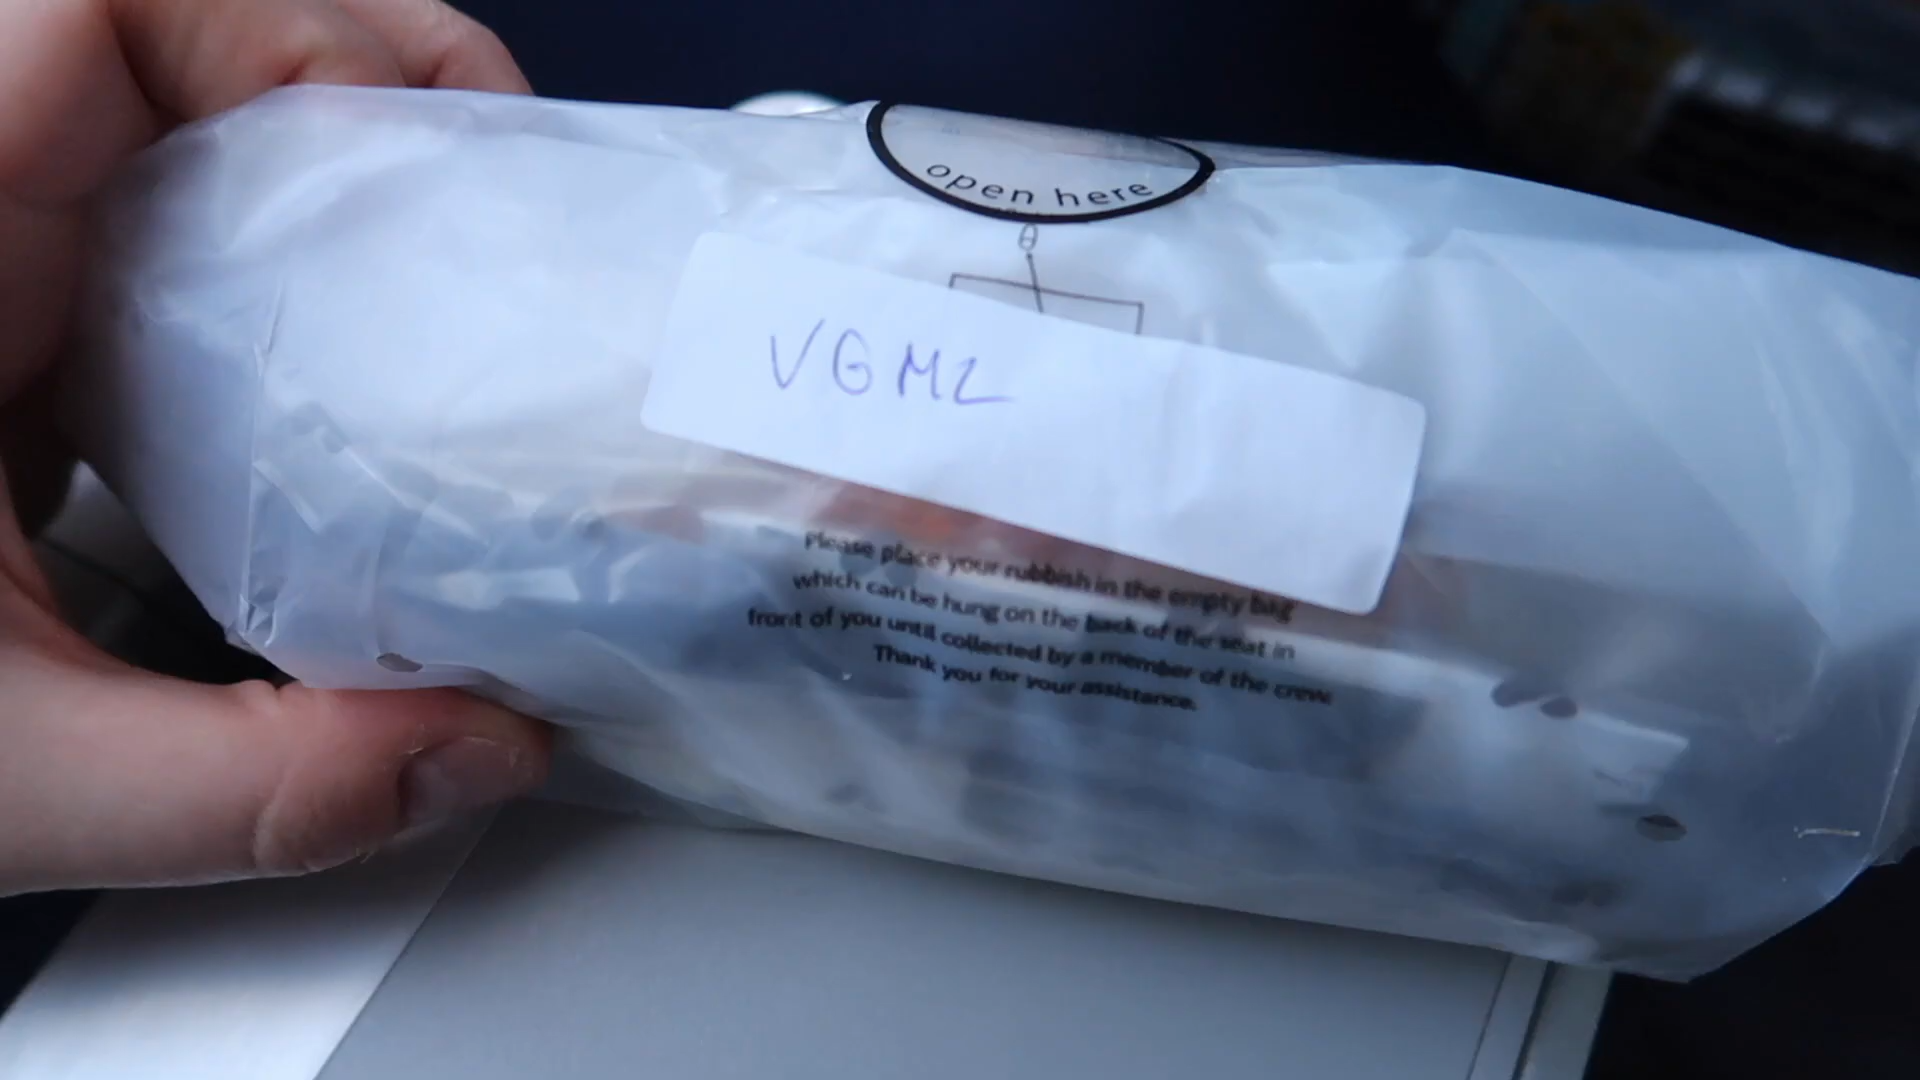 open here
VGML
Please place your rubbish in the empty bag
which can be hung on the back of the seat in
front of you until collected by a member of the crew
Thank you for your assistance.